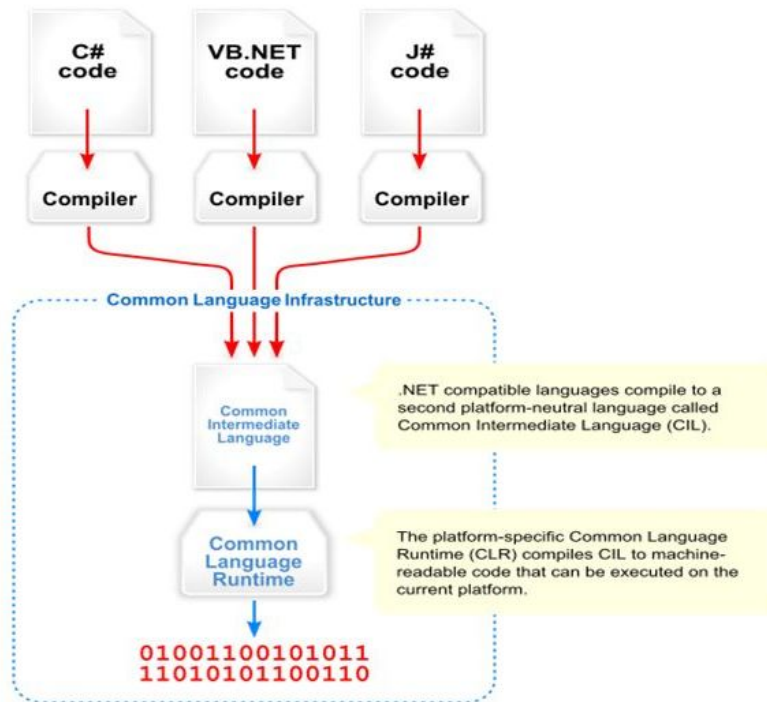 C#
code
VB.NET
code
J#
code
Compiler
Compiler
Compiler
Common Language Infrastructure
Common
Intermediate
Language
.NET compatible languages compile to a
second platform-neutral language called
Common Intermediate Language (CIL).
Common
Language
Runtime
The platform-specific Common Language
Runtime (CLR) compiles CIL to machine-
readable code that can be executed on the
current platform.
01001100101011
11010101100110